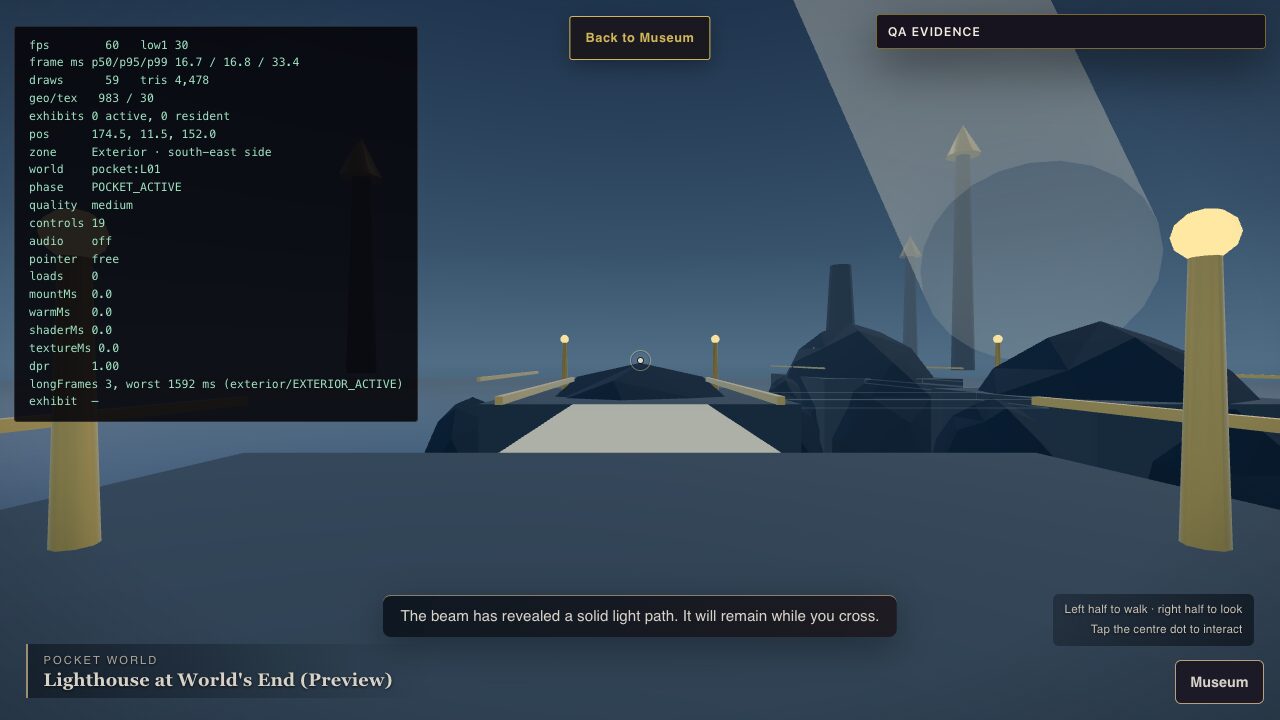 fps 60 low1 30
frame ms p50/p95/p99 16.7 / 16.8 / 33.4
draws 59 tris 4,478
geo/tex 983 / 30
exhibits 0 active, 0 resident
pos 174.5, 11.5, 152.0
zone Exterior · south-east side
world pocket:L01
phase POCKET_ACTIVE
quality medium
controls 19
audio off
pointer free
loads 0
mountMs 0.0
warmMs 0.0
shaderMs 0.0
textureMs 0.0
dpr 1.00
longFrames 3, worst 1592 ms (exterior/EXTERIOR_ACTIVE)
exhibit —
Back to Museum
QA EVIDENCE
The beam has revealed a solid light path. It will remain while you cross.
Left half to walk · right half to look
Tap the centre dot to interact
POCKET WORLD
Lighthouse at World's End (Preview)
Museum